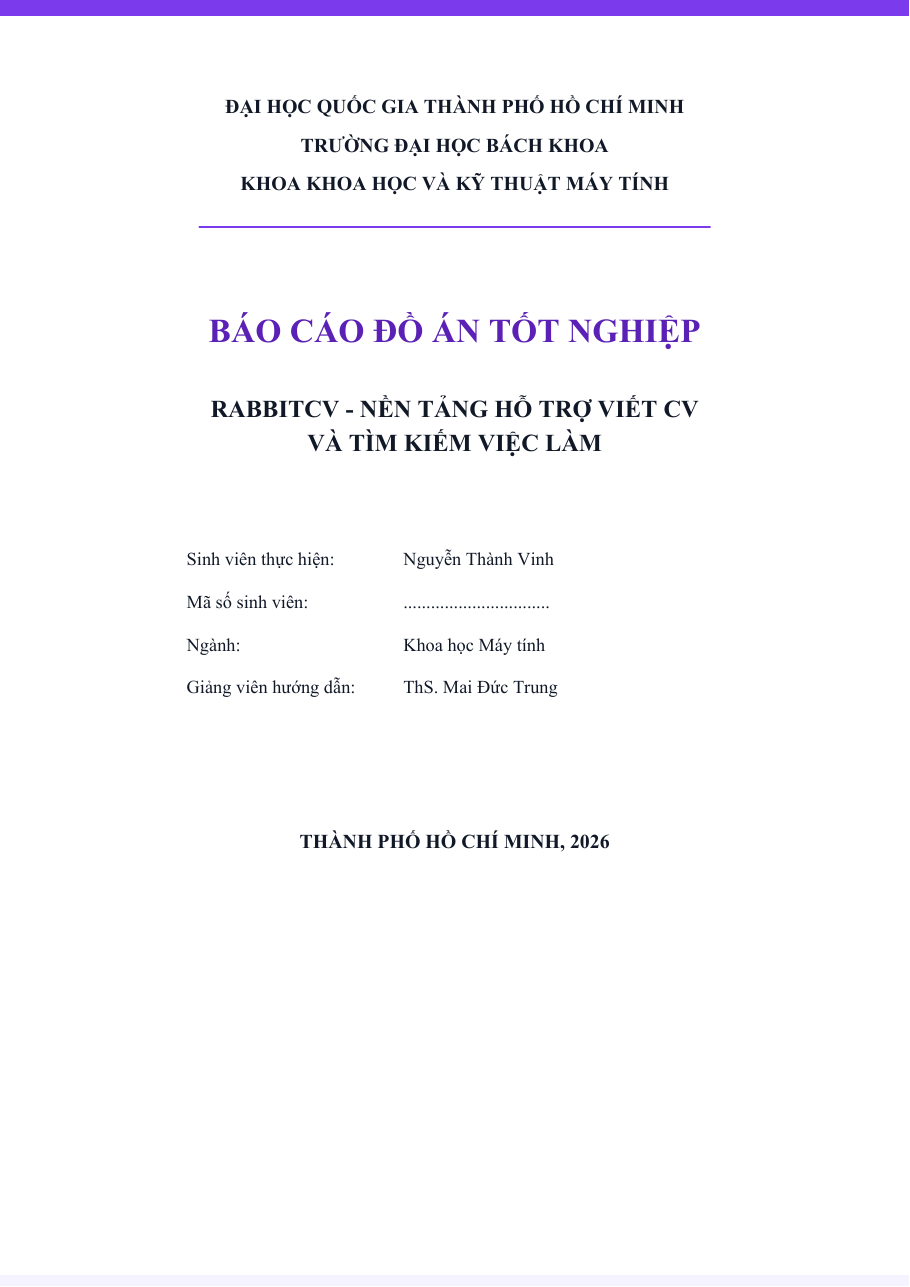 ĐẠI HỌC QUỐC GIA THÀNH PHỐ HỒ CHÍ MINH
TRƯỜNG ĐẠI HỌC BÁCH KHOA
KHOA KHOA HỌC VÀ KỸ THUẬT MÁY TÍNH
BÁO CÁO ĐỒ ÁN TỐT NGHIỆP
RABBITCV - NỀN TẢNG HỖ TRỢ VIẾT CV
VÀ TÌM KIẾM VIỆC LÀM
Sinh viên thực hiện: Nguyễn Thành Vinh
Mã số sinh viên: ................................
Ngành: Khoa học Máy tính
Giảng viên hướng dẫn: ThS. Mai Đức Trung
THÀNH PHỐ HỒ CHÍ MINH, 2026